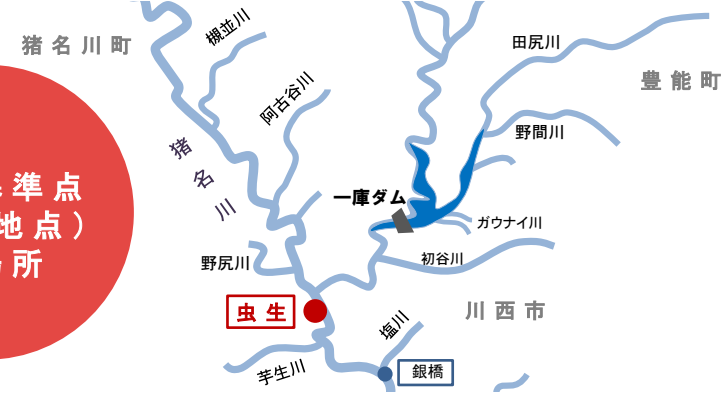 槻並川
猪名川町
田尻川
豊能町
阿古谷川
野間川
猪名川
準点
地点）
所
一庫ダム
ガウナイ川
野尻川
初谷川
虫生
川西市
塩川
芋生川
銀橋